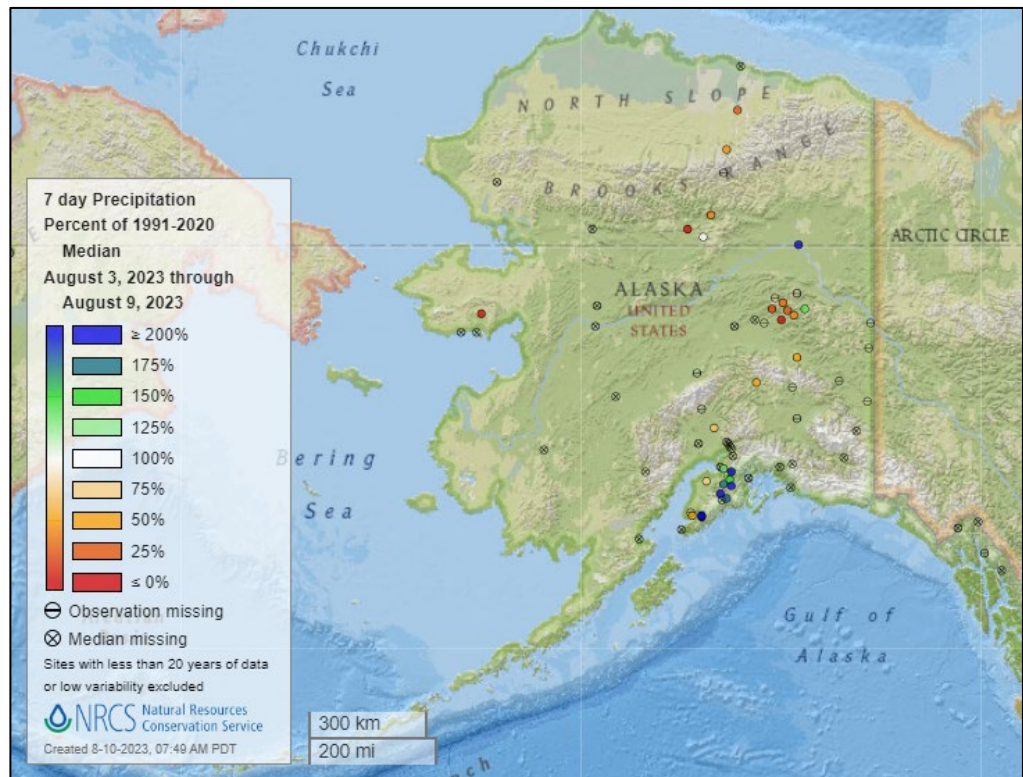 Chukchi
Sea
NORTH SLOPE
BROOKS RANGE
ARCTIC CIRCLE
ALASKA
UNITED
STATES
Bering
Sea
Gulf of
Alaska
7 day Precipitation
Percent of 1991-2020
Median
August 3, 2023 through
August 9, 2023
≥ 200%
175%
150%
125%
100%
75%
50%
25%
≤ 0%
Observation missing
Median missing
Sites with less than 20 years of data
or low variability excluded
NRCS Natural Resources
Conservation Service
Created 8-10-2023, 07:49 AM PDT
300 km
200 mi